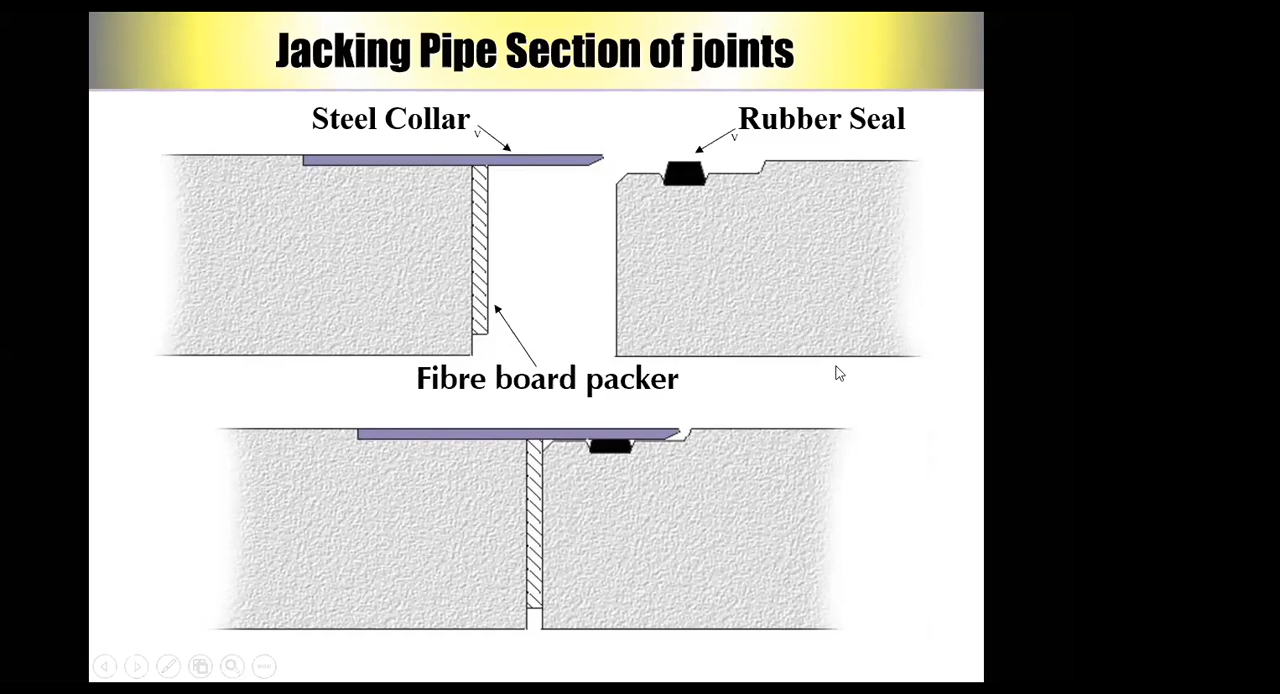 Jacking Pipe Section of joints
Steel Collar
v
Rubber Seal
v
Fibre board packer